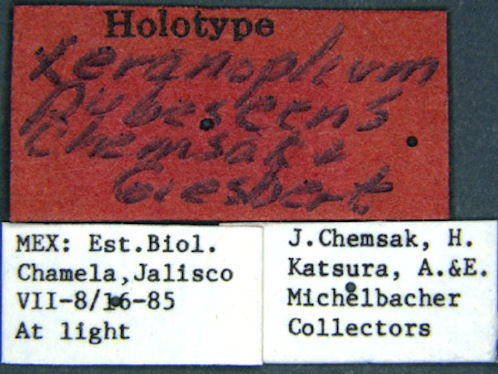 Holotype
Xeranoplium
Pubescens
Chemsak &
Giesbert
MEX: Est.Biol.
Chamela,Jalisco
VII-8/16-85
At light
J.Chemsak, H.
Katsura, A.&E.
Michelbacher
Collectors